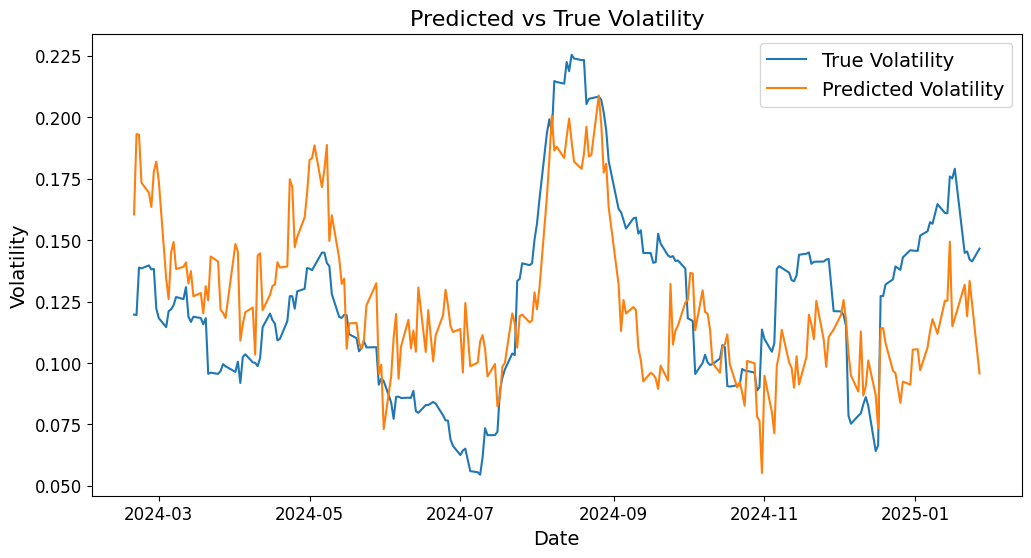 Predicted vs True Volatility
True Volatility
Predicted Volatility
Volatility
0.225
0.200
0.175
0.150
0.125
0.100
0.075
0.050
2024-03 2024-05 2024-07 2024-09 2024-11 2025-01
Date